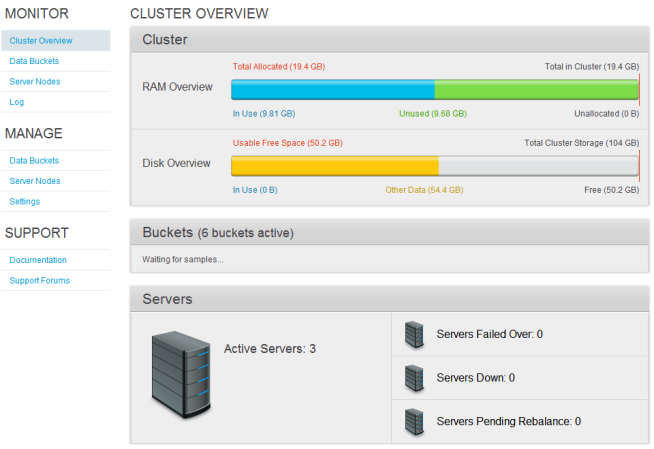 MONITOR
Cluster Overview
Data Buckets
Server Nodes
Log
MANAGE
Data Buckets
Server Nodes
Settings
SUPPORT
Documentation
Support Forums
CLUSTER OVERVIEW
Cluster
Total Allocated (19.4 GB) Total in Cluster (19.4 GB)
RAM Overview
In Use (9.81 GB) Unused (9.68 GB) Unallocated (0 B)
Usable Free Space (50.2 GB) Total Cluster Storage (104 GB)
Disk Overview
In Use (0 B) Other Data (54.4 GB) Free (50.2 GB)
Buckets (6 buckets active)
Waiting for samples...
Servers
Active Servers: 3
Servers Failed Over: 0
Servers Down: 0
Servers Pending Rebalance: 0